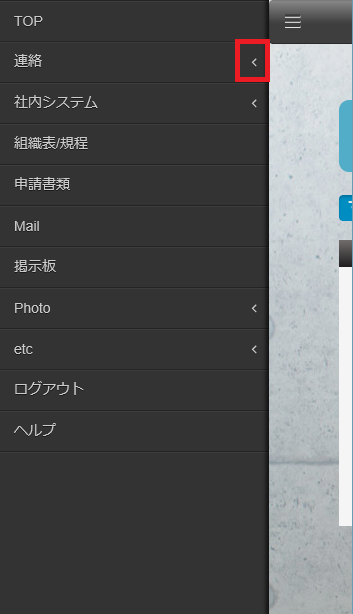 TOP
連絡
社内システム
組織表/規程
申請書類
Mail
掲示板
Photo
etc
ログアウト
ヘルプ